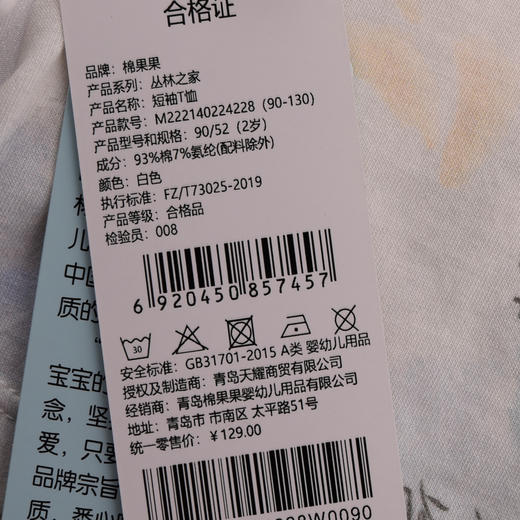 合格证
品牌：棉果果
产品系列：丛林之家
产品名称：短袖T恤
产品款号：M222140224228（90-130）
产品型号和规格：90/52（2岁）
成分：93%棉7%氨纶(配料除外)
颜色：白色
执行标准：FZ/T73025-2019
产品等级：合格品
检验员：008
6 920450 857457
30
安全标准：GB31701-2015 A类 婴幼儿用品
授权及制造商：青岛天耀商贸有限公司
经销商：青岛棉果果婴幼儿用品有限公司
地址：青岛市 市南区 太平路51号
统一零售价：￥129.00
儿
中国
质的
宝宝的
念，坚
爱，只要
品牌宗旨
质，悉心